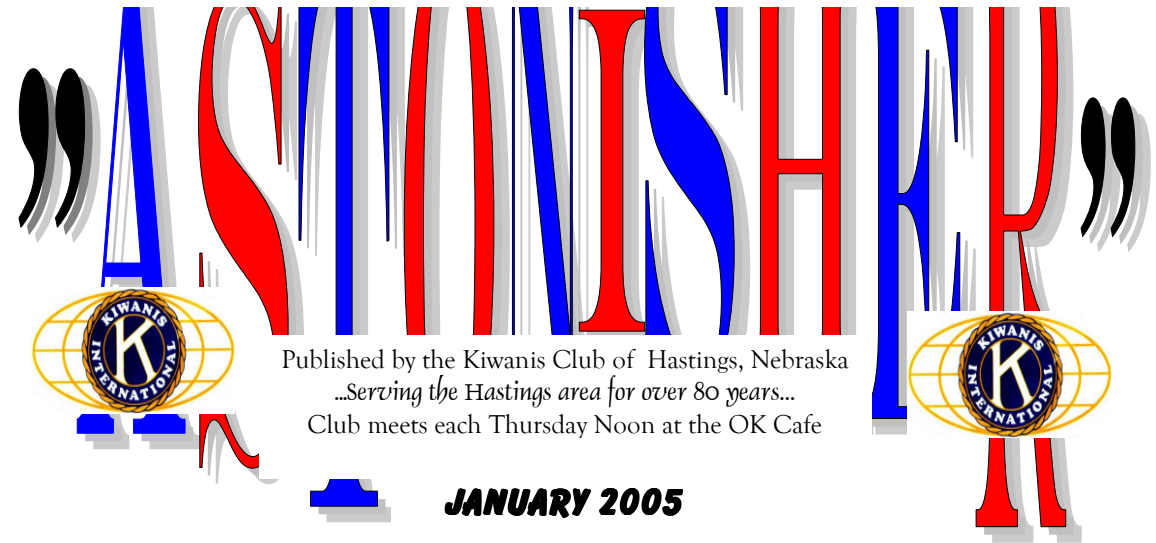 ”ASTONISHER”
KIWANIS
K
INTERNATIONAL
KIWANIS
K
INTERNATIONAL
Published by the Kiwanis Club of Hastings, Nebraska
...Serving the Hastings area for over 80 years...
Club meets each Thursday Noon at the OK Cafe
JANUARY 2005